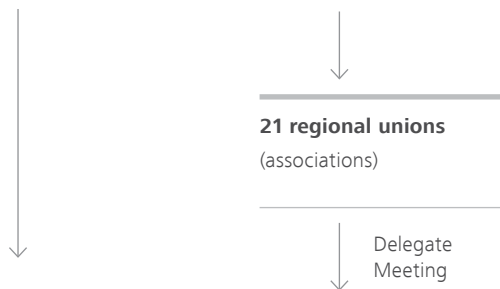 21 regional unions
(associations)
Delegate
Meeting